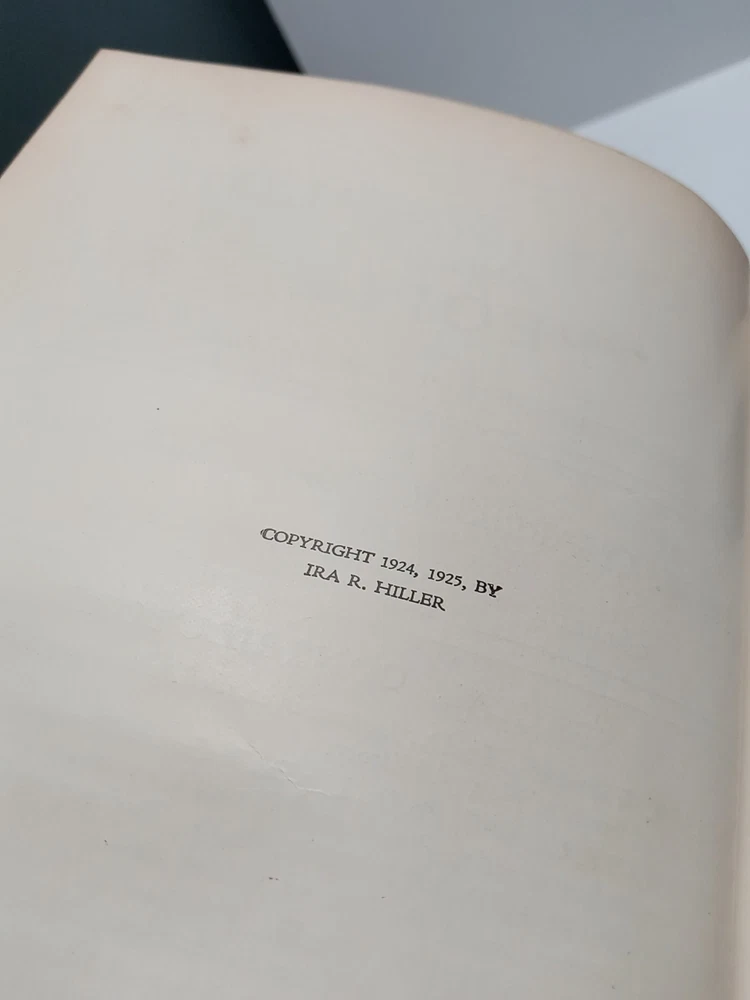 COPYRIGHT 1924, 1925, BY
IRA R. HILLER